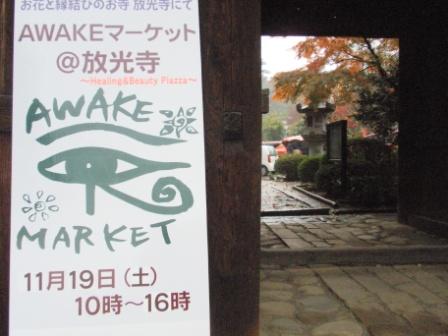 お花と縁結びのお寺 放光寺にて
AWAKEマーケット
@放光寺
～Healing&Beauty Piazza～
AWAKE
MARKET
11月19日（土）
10時～16時